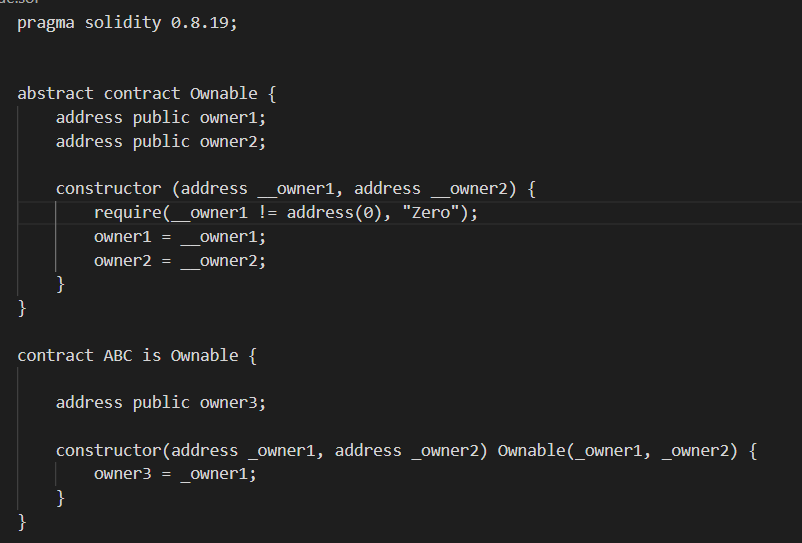 pragma solidity 0.8.19;
abstract contract Ownable {
address public owner1;
address public owner2;
constructor (address __owner1, address __owner2) {
require(__owner1 != address(0), "Zero");
owner1 = __owner1;
owner2 = __owner2;
}
}
contract ABC is Ownable {
address public owner3;
constructor(address _owner1, address _owner2) Ownable(_owner1, _owner2) {
owner3 = _owner1;
}
}